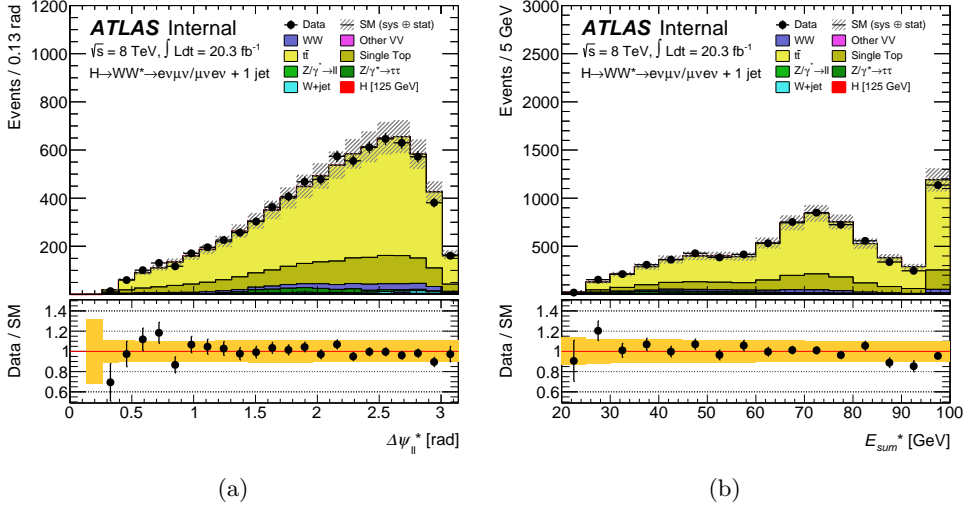 Events / 0.13 rad
1200
1000
800
600
400
200
ATLAS Internal
√s = 8 TeV, ∫ Ldt = 20.3 fb⁻¹
H→WW*→eνμν/μνeν + 1 jet
Data
SM (sys ⊕ stat)
WW
Other VV
tt̄
Single Top
Z/γ*→ll
Z/γ*→ττ
W+jet
H [125 GeV]
Data / SM
1.4
1.2
1
0.8
0.6
0 0.5 1 1.5 2 2.5 3
Δψll* [rad]
(a)
Events / 5 GeV
3000
2500
2000
1500
1000
500
ATLAS Internal
√s = 8 TeV, ∫ Ldt = 20.3 fb⁻¹
H→WW*→eνμν/μνeν + 1 jet
Data
SM (sys ⊕ stat)
WW
Other VV
tt̄
Single Top
Z/γ*→ll
Z/γ*→ττ
W+jet
H [125 GeV]
Data / SM
1.4
1.2
1
0.8
0.6
20 30 40 50 60 70 80 90 100
Esum* [GeV]
(b)